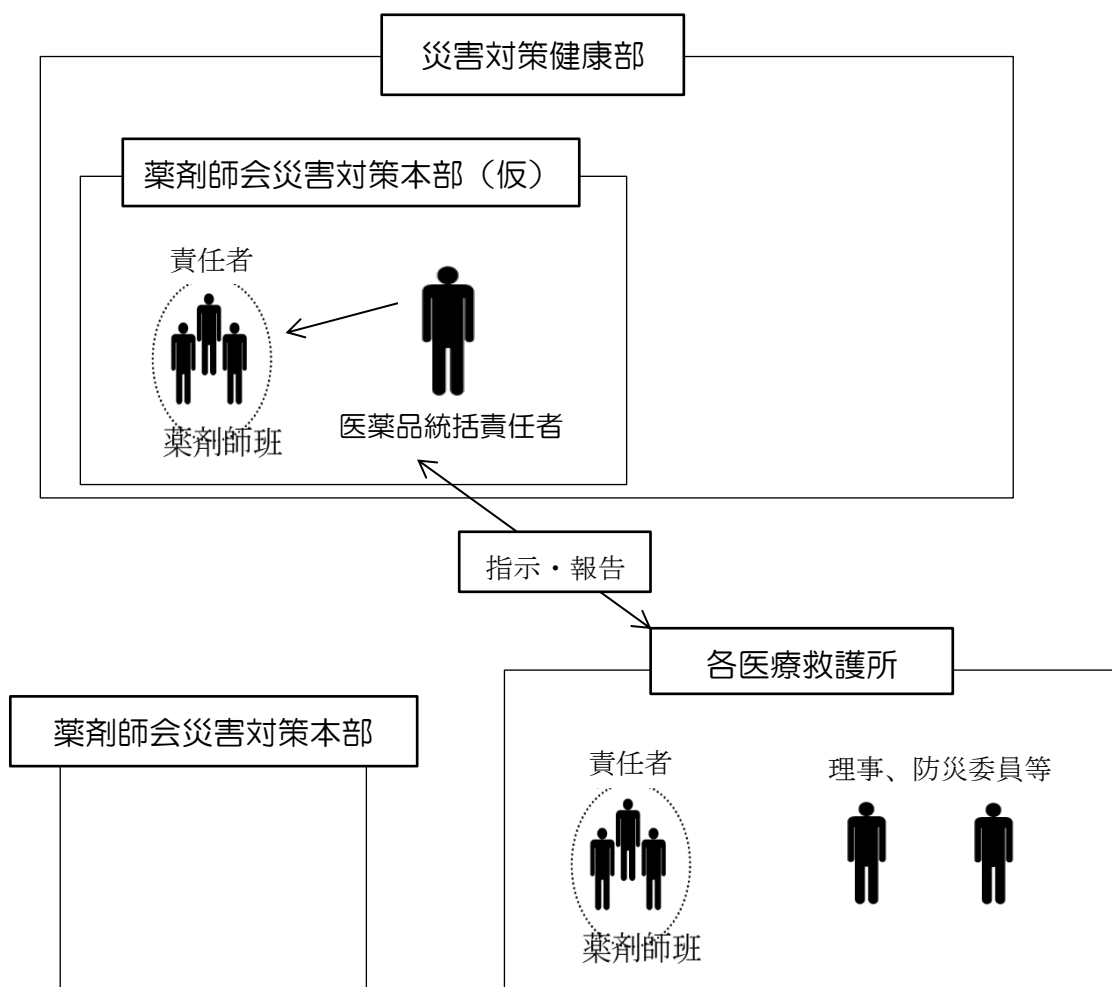 災害対策健康部
薬剤師会災害対策本部（仮）
責任者
薬剤師班
医薬品統括責任者
指示・報告
各医療救護所
薬剤師会災害対策本部
責任者
理事、防災委員等
薬剤師班